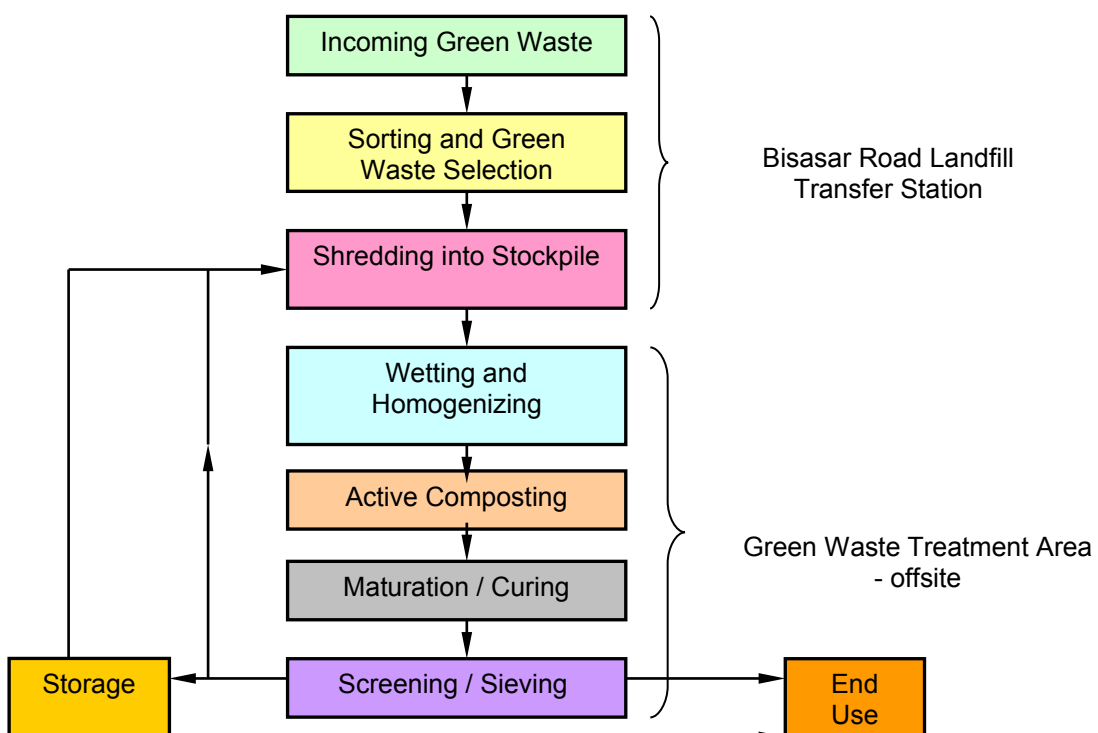 Incoming Green Waste
Sorting and Green
Waste Selection
Bisasar Road Landfill
Transfer Station
Shredding into Stockpile
Wetting and
Homogenizing
Active Composting
Green Waste Treatment Area
- offsite
Maturation / Curing
Storage
Screening / Sieving
End
Use